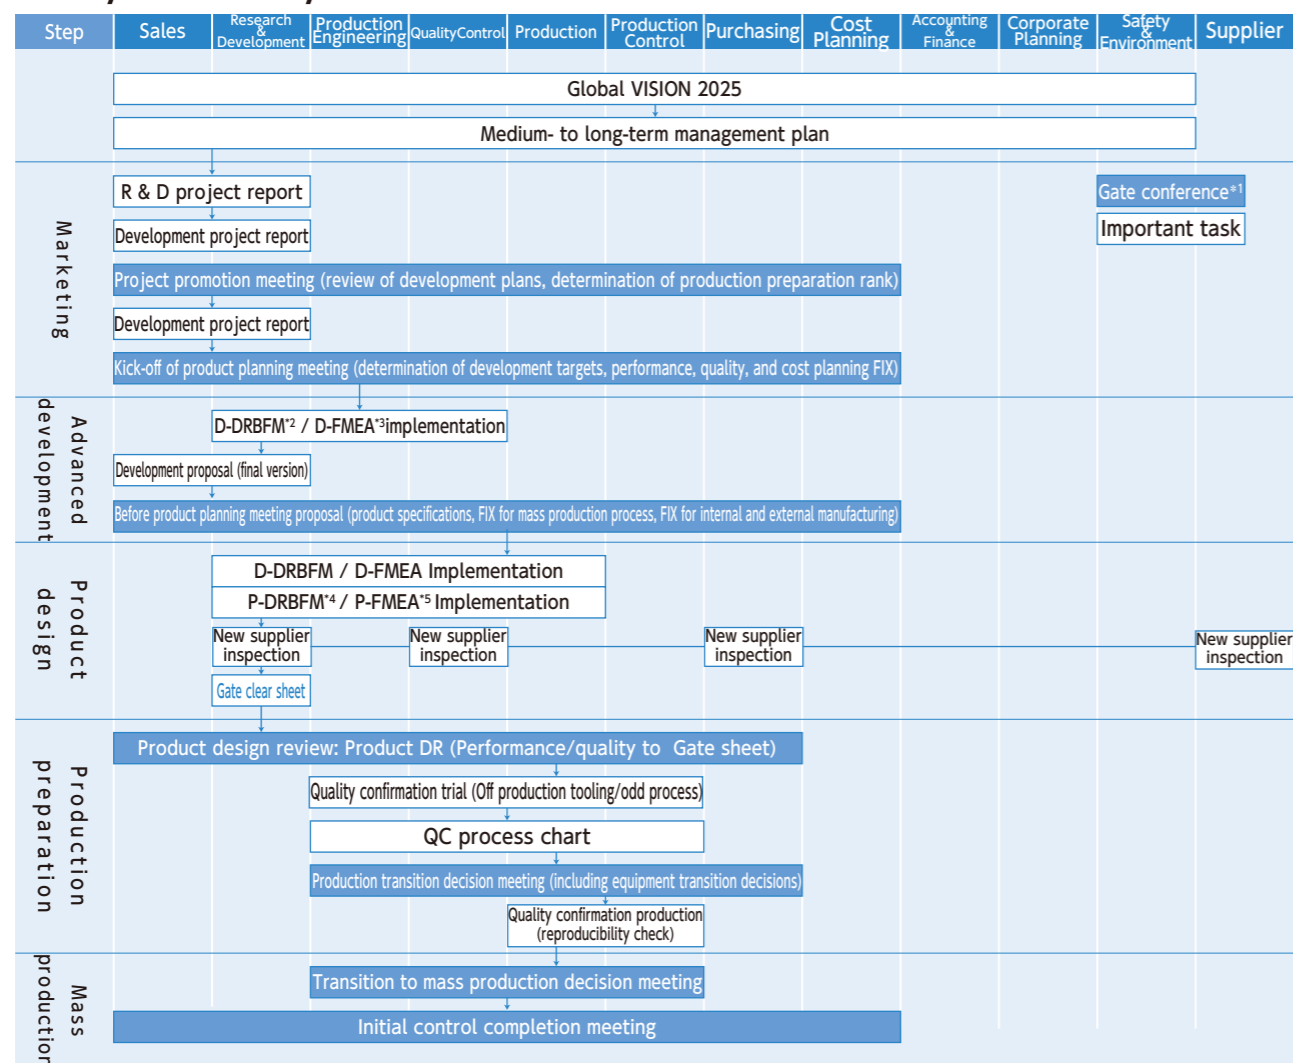 Step
Sales
Research
&
Development
Production
Engineering
QualityControl
Production
Production
Control
Purchasing
Cost
Planning
Accounting
&
Finance
Corporate
Planning
Safety
&
Environment
Supplier
Global VISION 2025
Medium- to long-term management plan
Marketing
R & D project report
Gate conference*1
Development project report
Important task
Project promotion meeting (review of development plans, determination of production preparation rank)
Development project report
Kick-off of product planning meeting (determination of development targets, performance, quality, and cost planning FIX)
Advanced
development
D-DRBFM*2 / D-FMEA*3implementation
Development proposal (final version)
Before product planning meeting proposal (product specifications, FIX for mass production process, FIX for internal and external manufacturing)
Product
design
D-DRBFM / D-FMEA Implementation
P-DRBFM*4 / P-FMEA*5 Implementation
New supplier
inspection
New supplier
inspection
New supplier
inspection
New supplier
inspection
Gate clear sheet
Production
preparation
Product design review: Product DR (Performance/quality to Gate sheet)
Quality confirmation trial (Off production tooling/odd process)
QC process chart
Production transition decision meeting (including equipment transition decisions)
Quality confirmation production
(reproducibility check)
Mass
production
Transition to mass production decision meeting
Initial control completion meeting